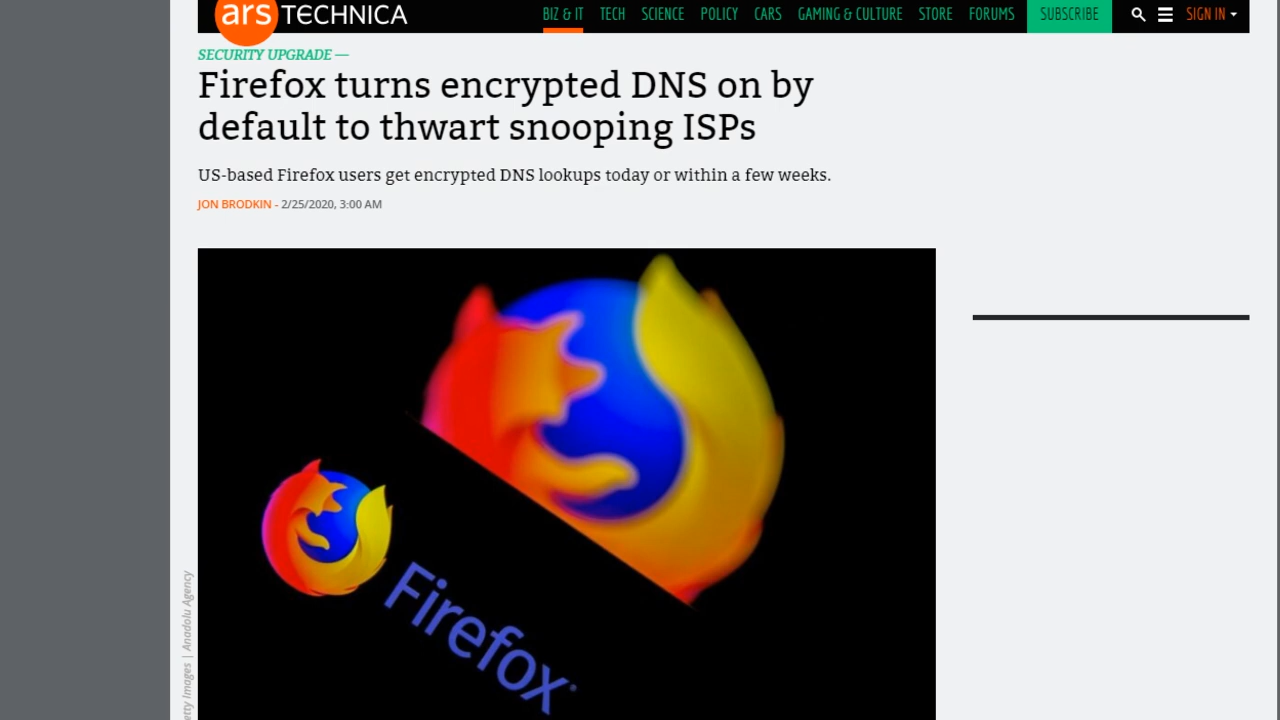 ars TECHNICA
BIZ & IT TECH SCIENCE POLICY CARS GAMING & CULTURE STORE FORUMS SUBSCRIBE SIGN IN
SECURITY UPGRADE —
Firefox turns encrypted DNS on by
default to thwart snooping ISPs
US-based Firefox users get encrypted DNS lookups today or within a few weeks.
JON BRODKIN - 2/25/2020, 3:00 AM
Firefox
Images | Anadolu Agency